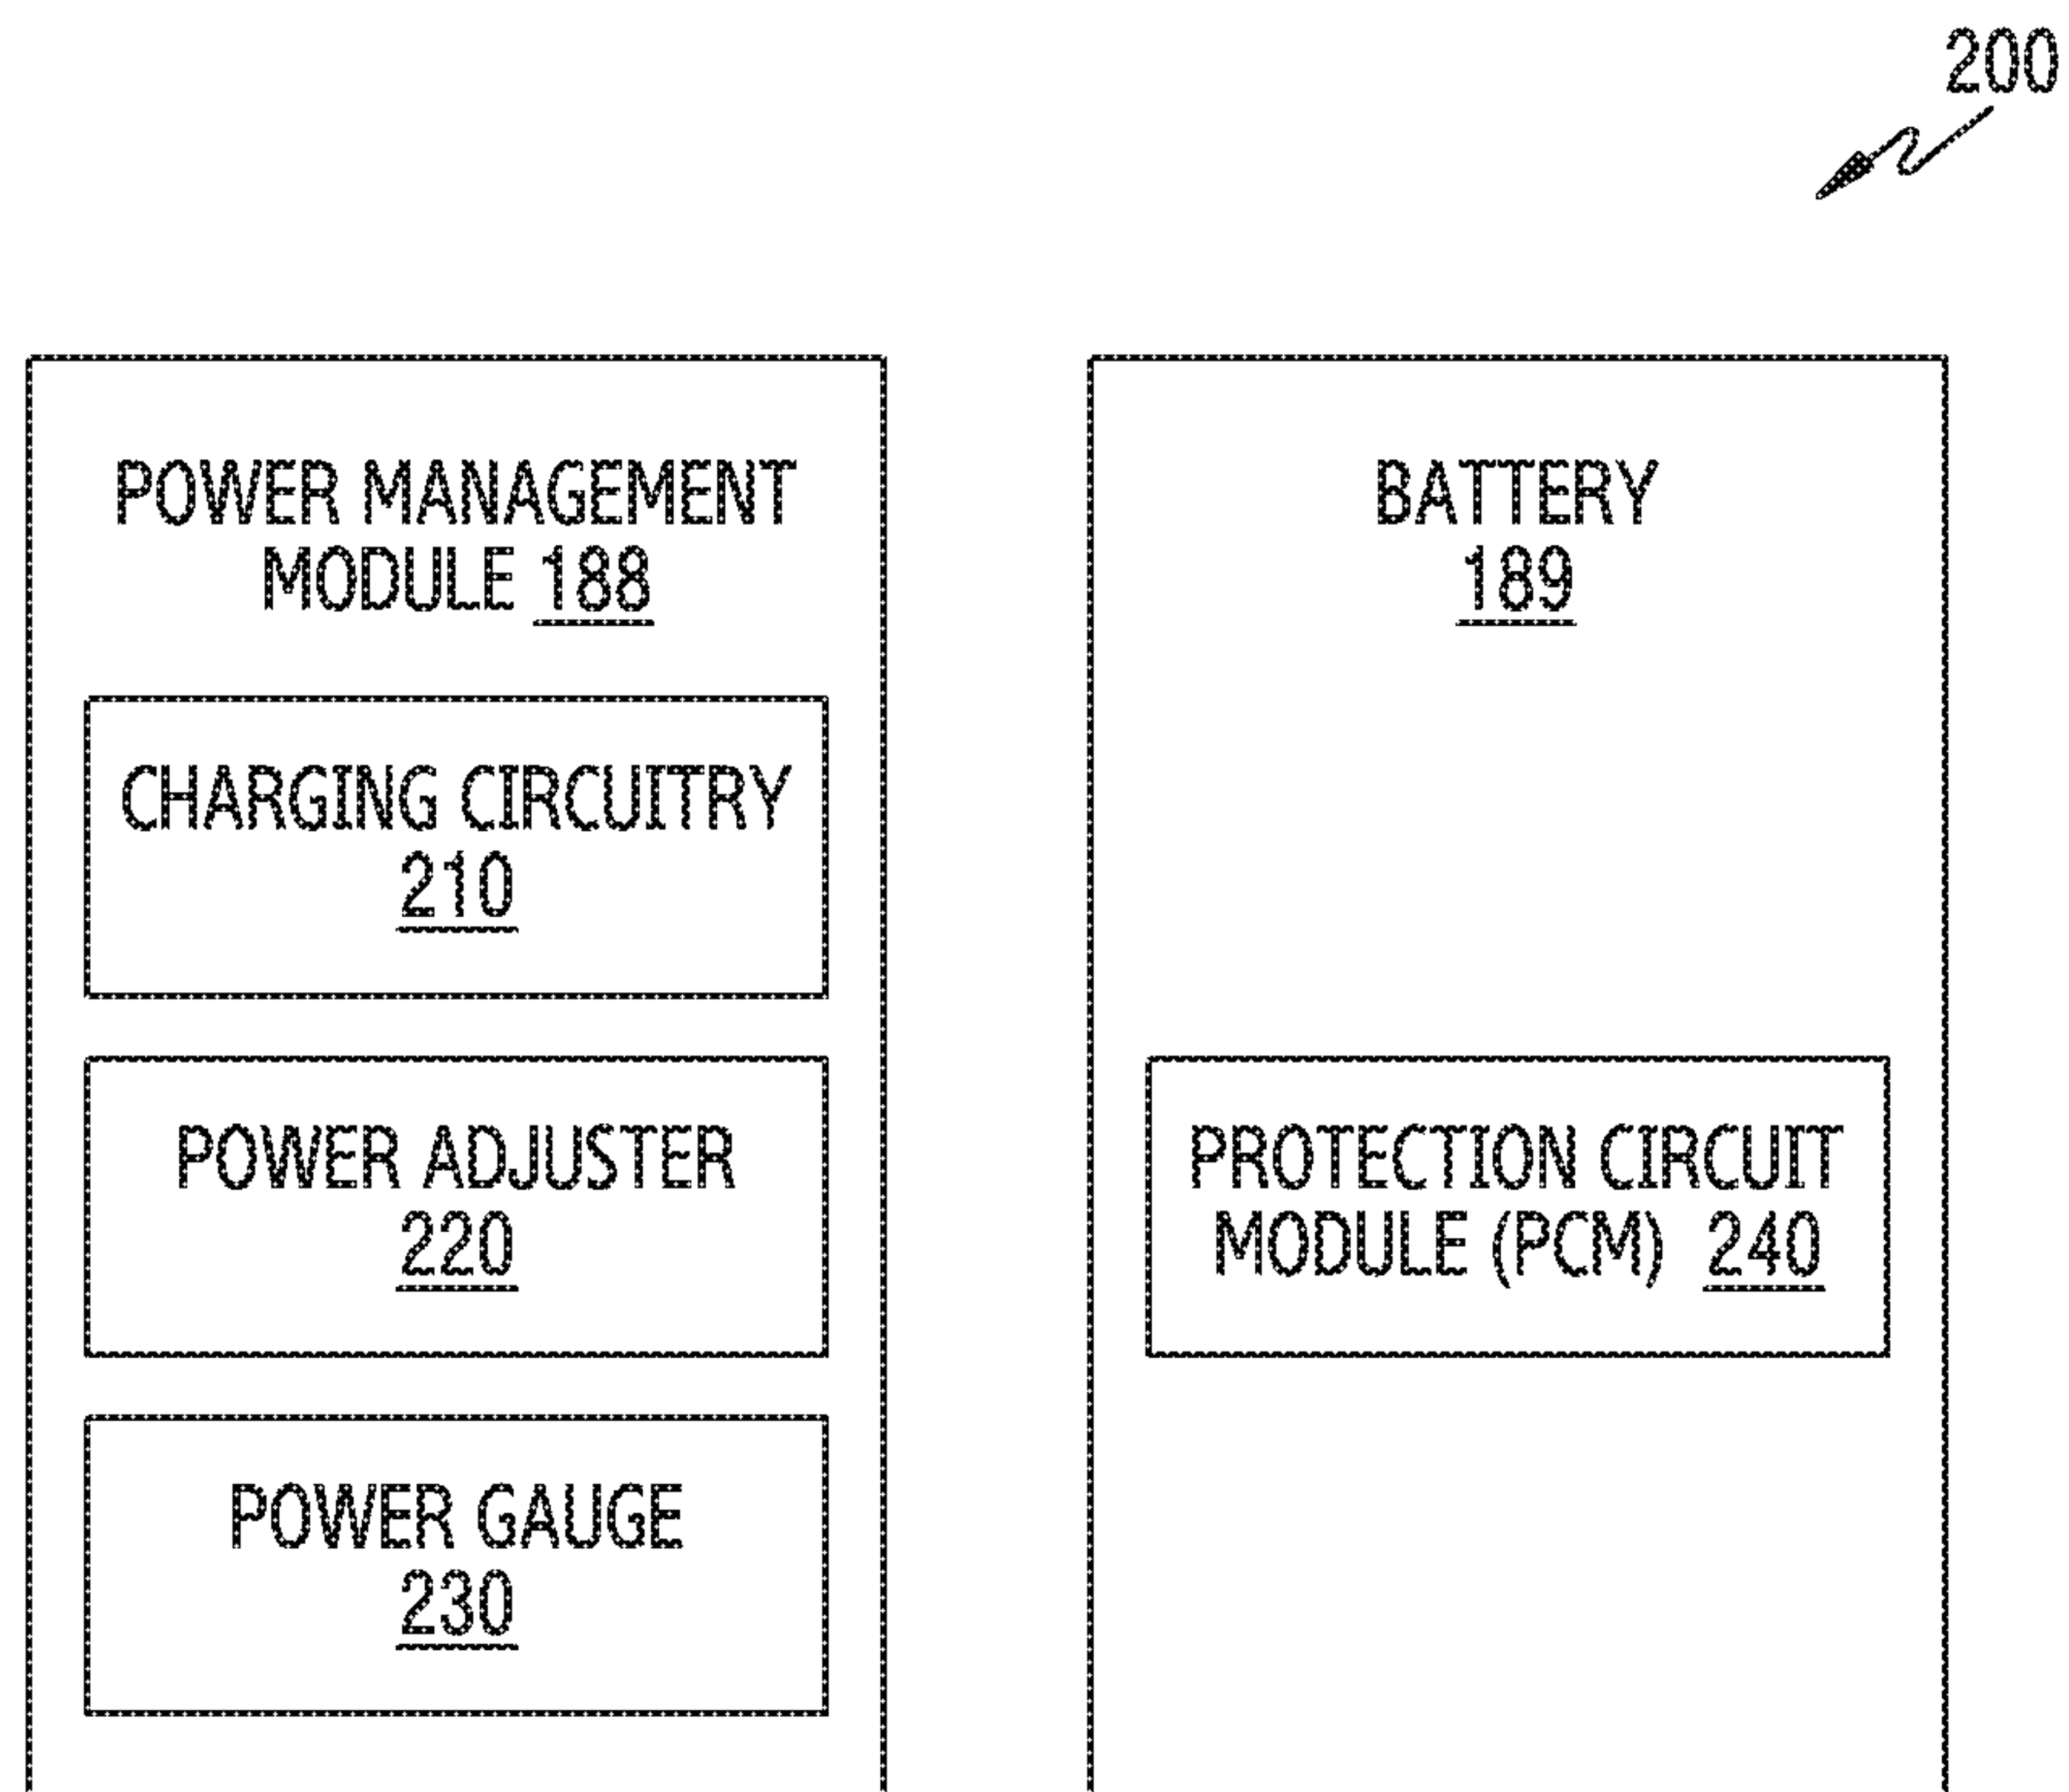 200
POWER MANAGEMENT
MODULE 188
CHARGING CIRCUITRY
210
POWER ADJUSTER
220
POWER GAUGE
230
BATTERY
189
PROTECTION CIRCUIT
MODULE (PCM) 240